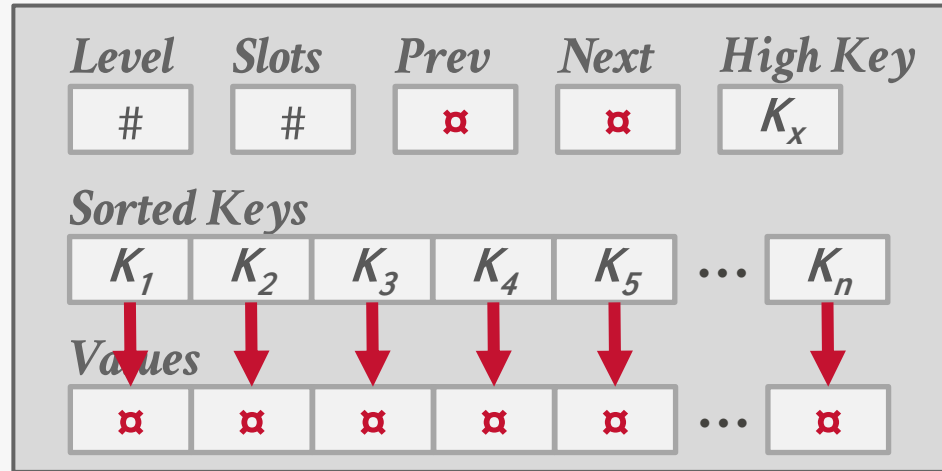 Level Slots Prev Next High Key
# # ¤ ¤ Kx
Sorted Keys
K1 K2 K3 K4 K5 ... Kn
Values
¤ ¤ ¤ ¤ ¤ ... ¤